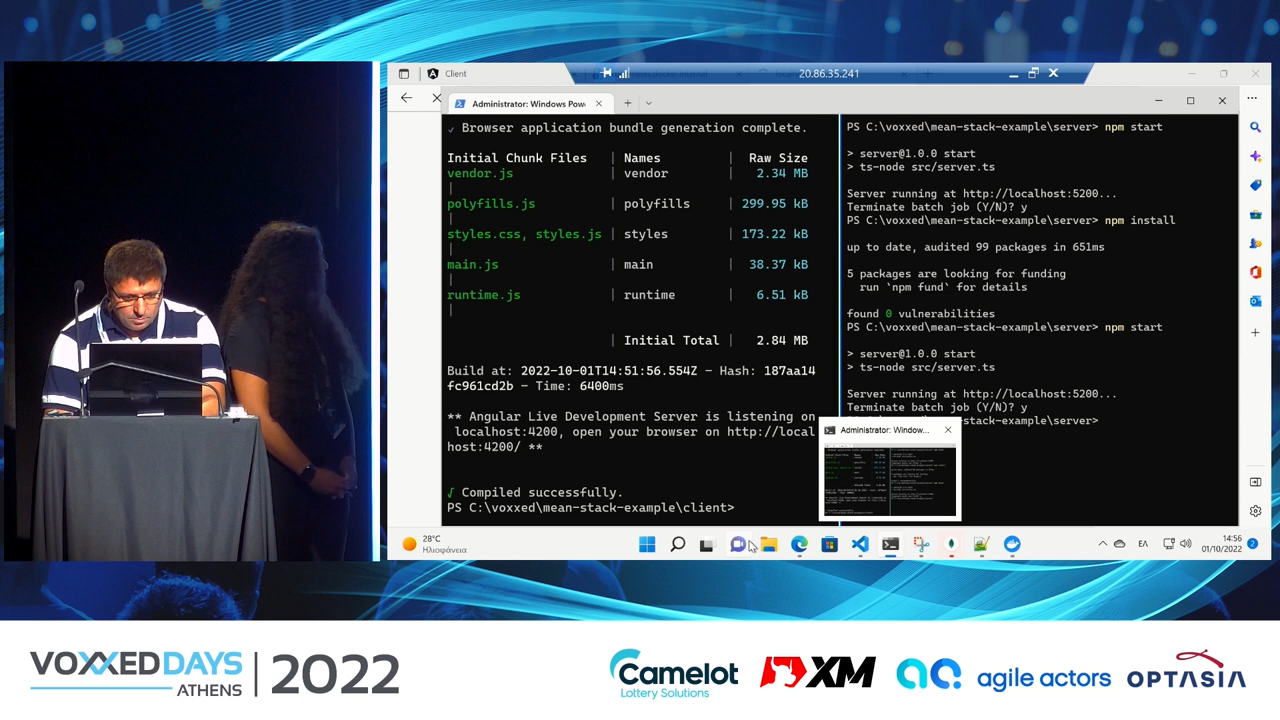 Client
20.86.35.241
Administrator: Windows Pow
✓ Browser application bundle generation complete.
Initial Chunk Files | Names | Raw Size
vendor.js | vendor | 2.34 MB
|
polyfills.js | polyfills | 299.95 kB
|
styles.css, styles.js | styles | 173.22 kB
|
main.js | main | 38.37 kB
|
runtime.js | runtime | 6.51 kB
|
| Initial Total | 2.84 MB
Build at: 2022-10-01T14:51:56.554Z - Hash: 187aa14
fc961cd2b - Time: 6400ms
** Angular Live Development Server is listening on
localhost:4200, open your browser on http://local
host:4200/ **
√ Compiled successfully.
PS C:\voxxed\mean-stack-example\client>
PS C:\voxxed\mean-stack-example\server> npm start
> server@1.0.0 start
> ts-node src/server.ts
Server running at http://localhost:5200...
Terminate batch job (Y/N)? y
PS C:\voxxed\mean-stack-example\server> npm install
up to date, audited 99 packages in 651ms
5 packages are looking for funding
run `npm fund` for details
found 0 vulnerabilities
PS C:\voxxed\mean-stack-example\server> npm start
> server@1.0.0 start
> ts-node src/server.ts
Server running at http://localhost:5200...
Terminate batch job (Y/N)? y
-stack-example\server>
Administrator: Window...
28°C
Ηλιοφάνεια
ΕΛ
14:56
01/10/2022
2
VOXXED DAYS
ATHENS
2022
Camelot
Lottery Solutions
XM
agile actors
OPTASIA